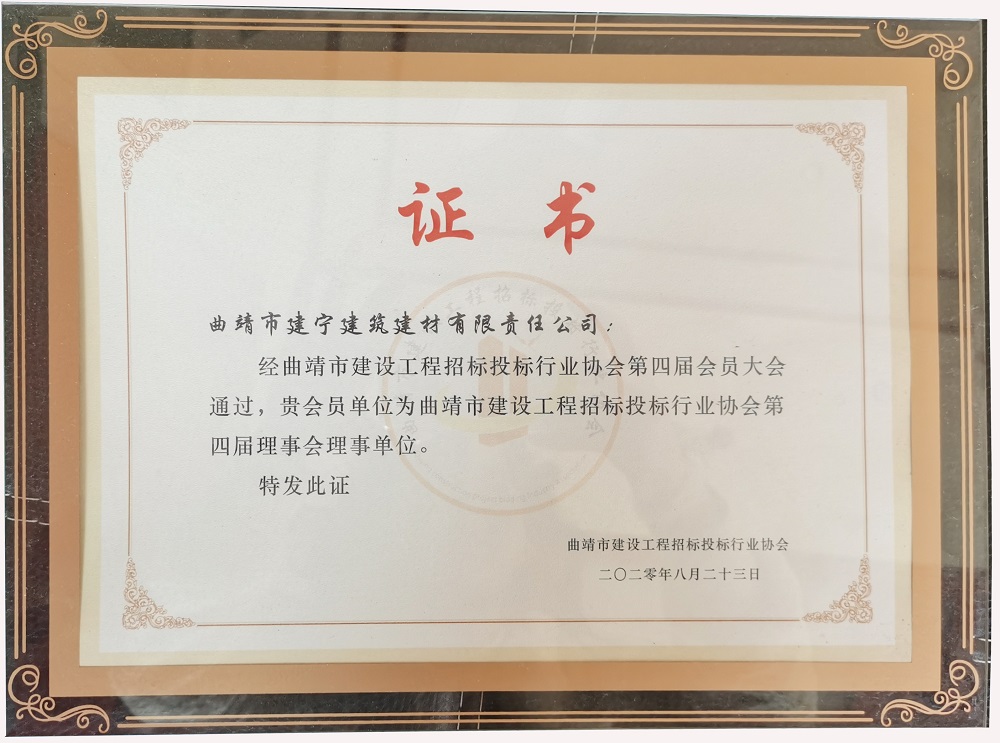 证 书
曲靖市建宁建筑建材有限责任公司：
经曲靖市建设工程招标投标行业协会第四届会员大会
通过，贵会员单位为曲靖市建设工程招标投标行业协会第
四届理事会理事单位。
特发此证
曲靖市建设工程招标投标行业协会
二〇二零年八月二十三日